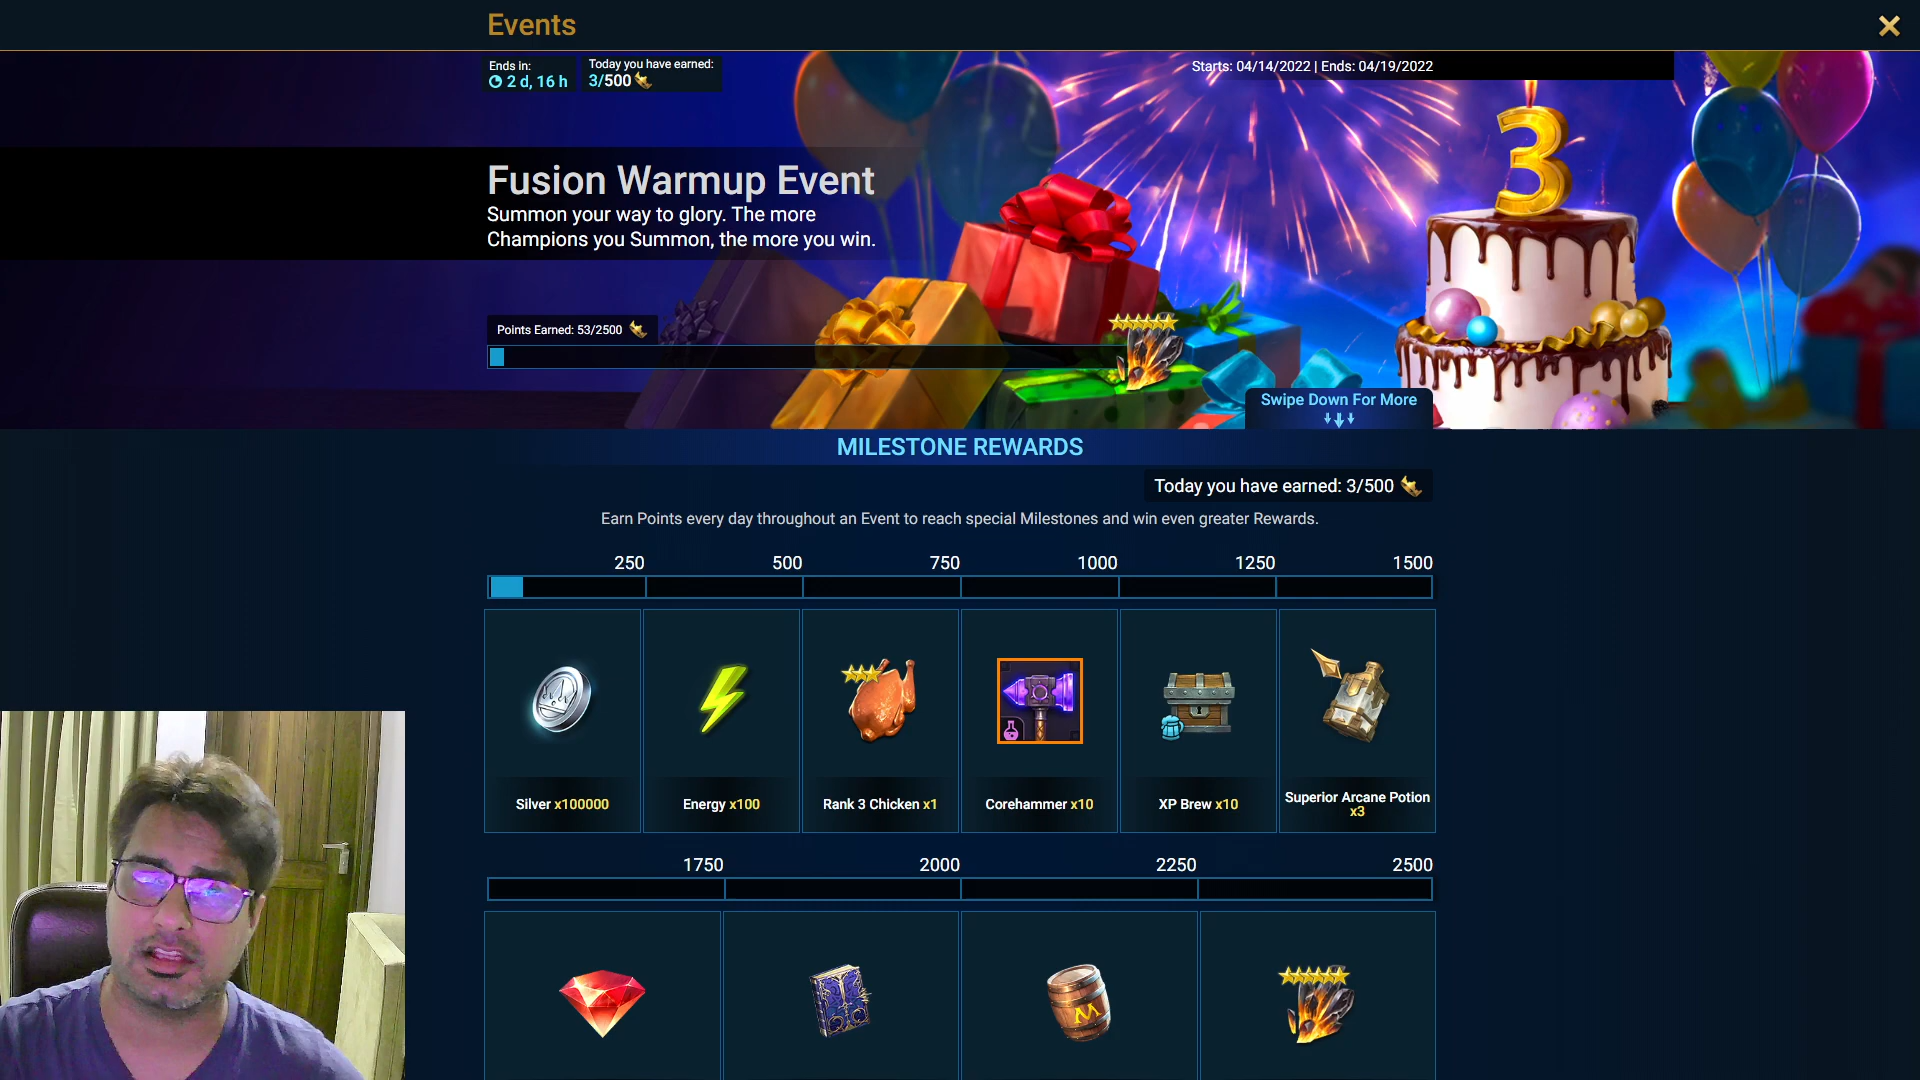 Events
Ends in:
2 d, 16 h
Today you have earned:
3/500
Starts: 04/14/2022 | Ends: 04/19/2022
3
Fusion Warmup Event
Summon your way to glory. The more
Champions you Summon, the more you win.
Points Earned: 53/2500
Swipe Down For More
MILESTONE REWARDS
Today you have earned: 3/500
Earn Points every day throughout an Event to reach special Milestones and win even greater Rewards.
250 500 750 1000 1250 1500
Silver x100000
Energy x100
Rank 3 Chicken x1
Corehammer x10
XP Brew x10
Superior Arcane Potion
x3
1750 2000 2250 2500
M